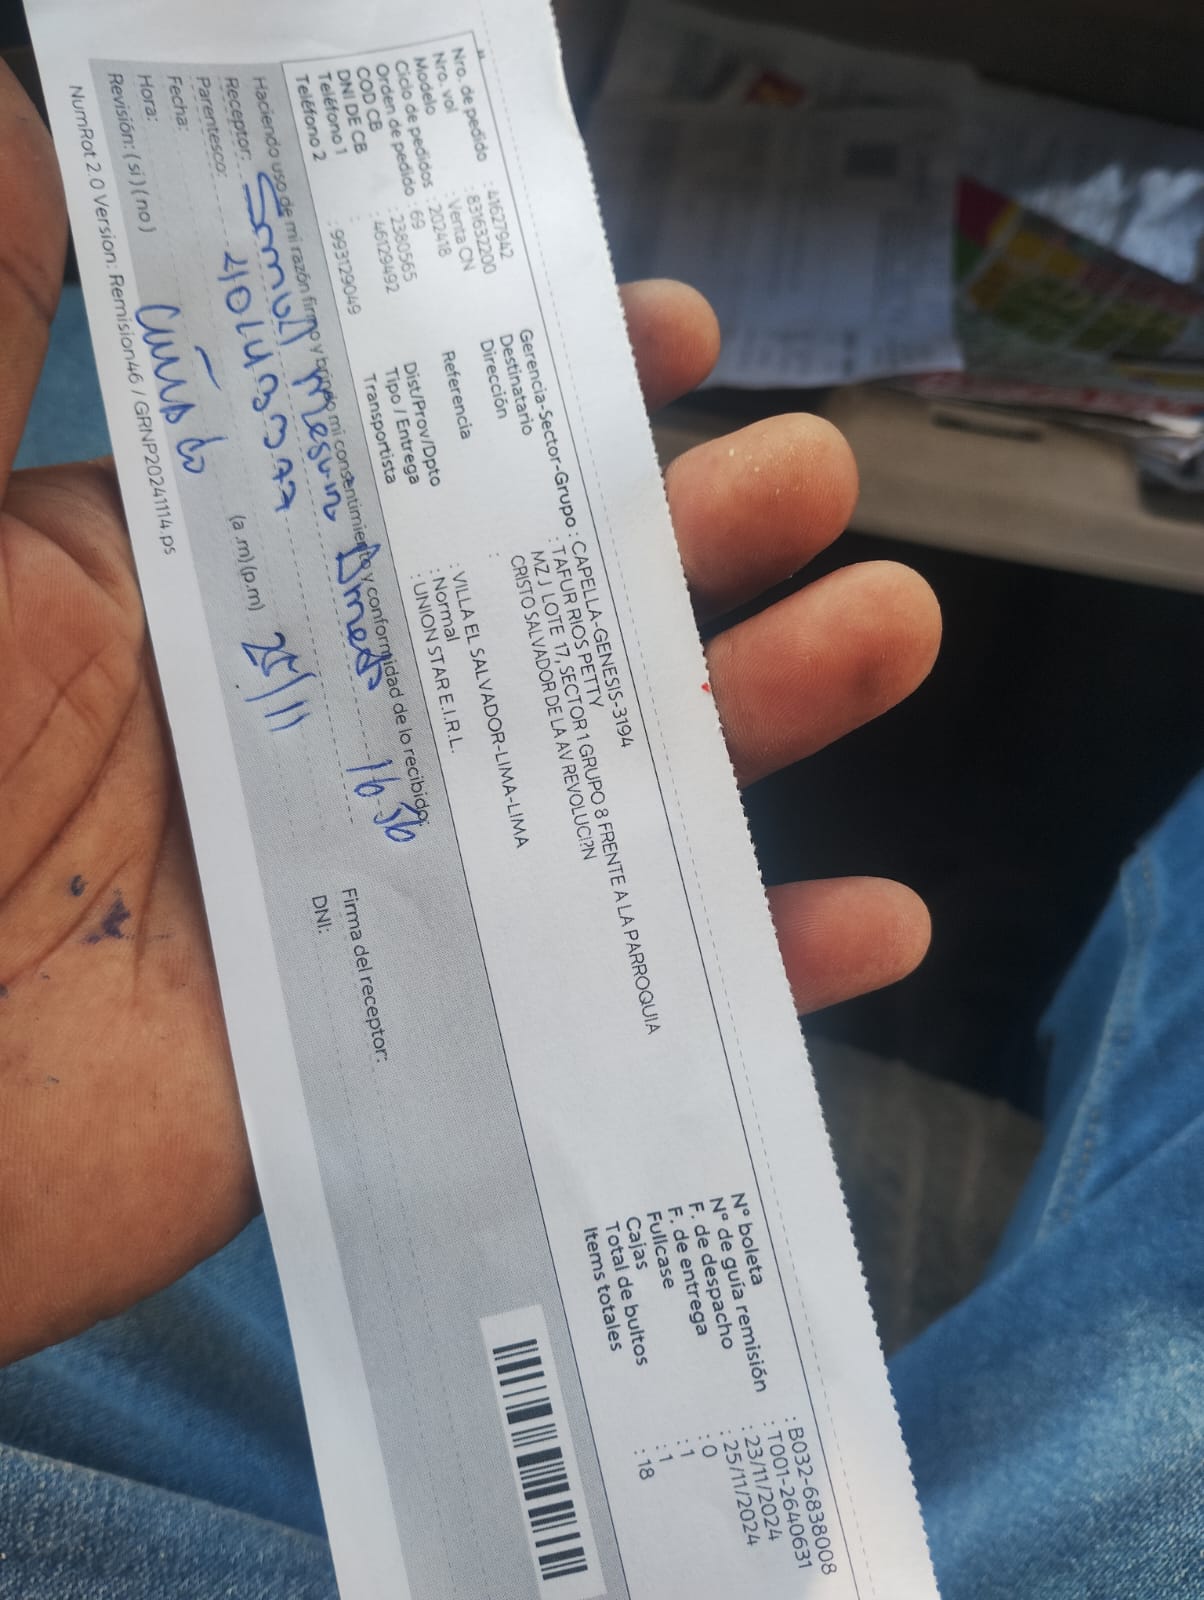 Nro. de pedido : 41627942
Nro. vol : 831632200
Modelo : Venta CN
Ciclo de pedidos : 202418
Orden de pedido : 69
COD CB : 2380565
DNI DE CB : 46129492
Teléfono 1 :
Teléfono 2 : 993129049
Gerencia-Sector-Grupo : CAPELLA-GENESIS-3194
Destinatario : TAFUR RIOS PETTY
Dirección : MZ J LOTE 17, SECTOR 1 GRUPO 8 FRENTE A LA PARROQUIA
CRISTO SALVADOR DE LA AV REVOLUCI?N
Referencia :
Dist/Prov/Dpto : VILLA EL SALVADOR-LIMA-LIMA
Tipo / Entrega : Normal
Transportista : UNION STAR E.I.R.L.
N° boleta : B032-6838008
N° de guía remisión : T001-2640631
F. de despacho : 23/11/2024
F. de entrega : 25/11/2024
Fullcase : 0
Cajas : 1
Total de bultos : 1
Items totales : 18
Haciendo uso de mi razón firmo y brindo mi consentimiento y conformidad de lo recibido:
Receptor:
Parentesco:
Fecha:
Hora: (a.m) (p.m) 25/11
Revisión: ( si ) ( no )
cuñado
Firma del receptor:
DNI:
NumRot 2.0 Version: Remision46 / GRNP20241114.ps